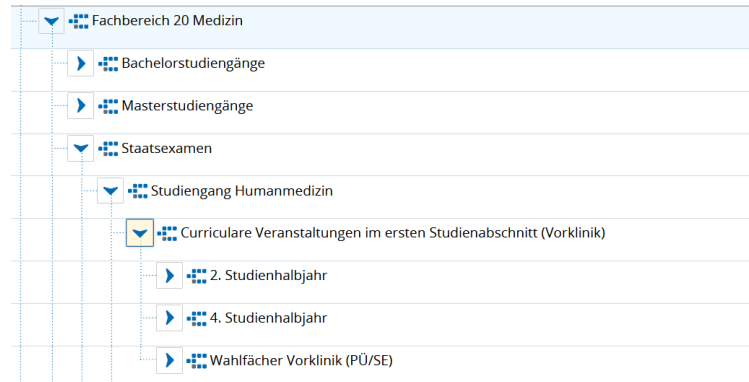 Fachbereich 20 Medizin
Bachelorstudiengänge
Masterstudiengänge
Staatsexamen
Studiengang Humanmedizin
Curriculare Veranstaltungen im ersten Studienabschnitt (Vorklinik)
2. Studienhalbjahr
4. Studienhalbjahr
Wahlfächer Vorklinik (PÜ/SE)